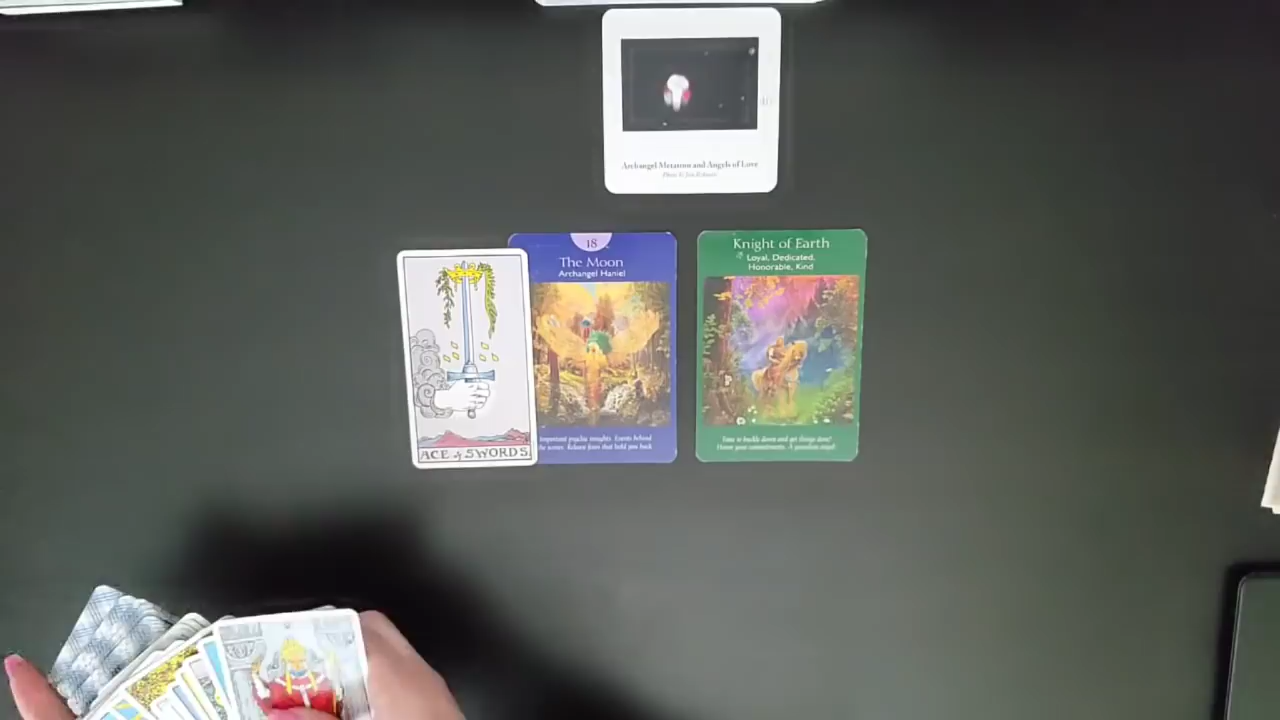 Archangel Metatron and Angels of Love
18
The Moon
Archangel Haniel
Important psychic insights. Events behind
the scenes. Release fears that hold you back
Knight of Earth
Loyal, Dedicated,
Honorable, Kind
Time to buckle down and get things done!
Honor your commitments. A guardian angel.
ACE of SWORDS